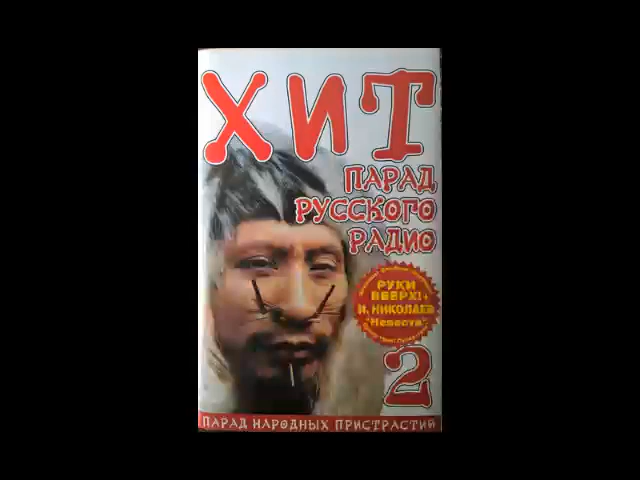 ХИТ
ПАРАД
РУССКОГО
РАДИО
РУКИ
ВВЕРХ! +
И. НИКОЛАЕВ
"Невеста"
2
ПАРАД НАРОДНЫХ ПРИСТРАСТИЙ